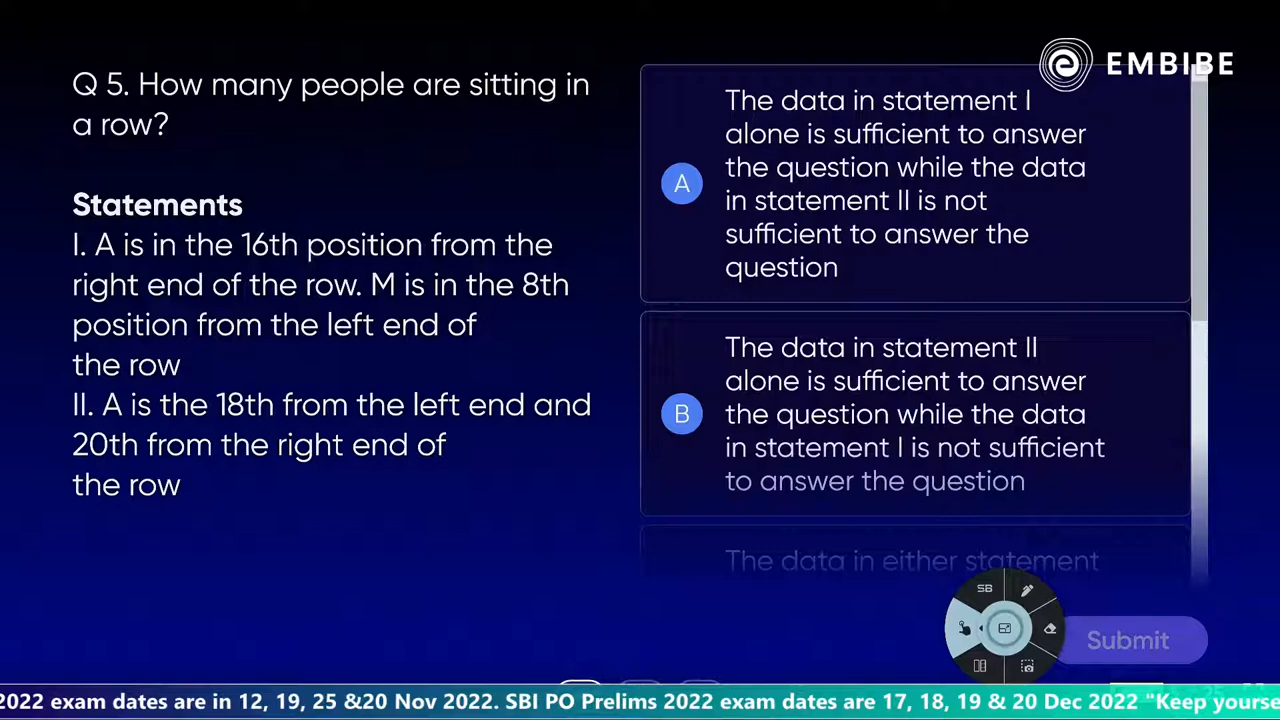 EMBIBE
Q 5. How many people are sitting in
a row?
Statements
I. A is in the 16th position from the
right end of the row. M is in the 8th
position from the left end of
the row
II. A is the 18th from the left end and
20th from the right end of
the row
A
The data in statement I
alone is sufficient to answer
the question while the data
in statement II is not
sufficient to answer the
question
B
The data in statement II
alone is sufficient to answer
the question while the data
in statement I is not sufficient
to answer the question
The data in either statement
SB
Submit
2022 exam dates are in 12, 19, 25 &20 Nov 2022. SBI PO Prelims 2022 exam dates are 17, 18, 19 & 20 Dec 2022 "Keep yourse